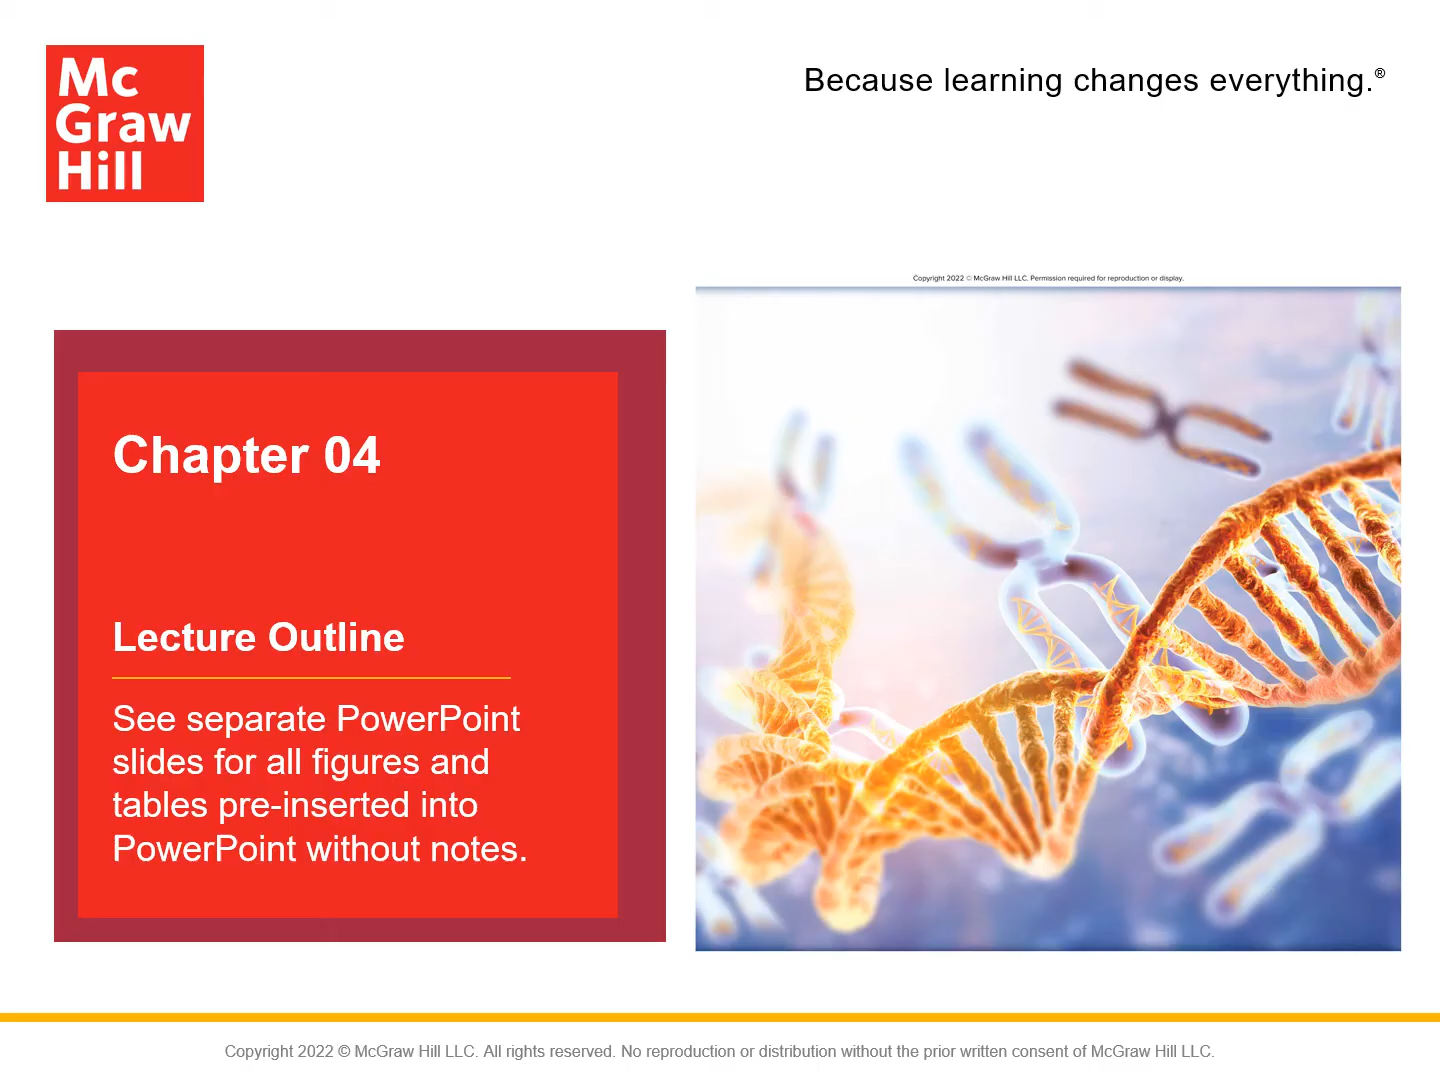 Mc
Graw
Hill
Because learning changes everything.®
Copyright 2022 © McGraw Hill LLC. Permission required for reproduction or display.
Chapter 04
Lecture Outline
See separate PowerPoint
slides for all figures and
tables pre-inserted into
PowerPoint without notes.
Copyright 2022 © McGraw Hill LLC. All rights reserved. No reproduction or distribution without the prior written consent of McGraw Hill LLC.